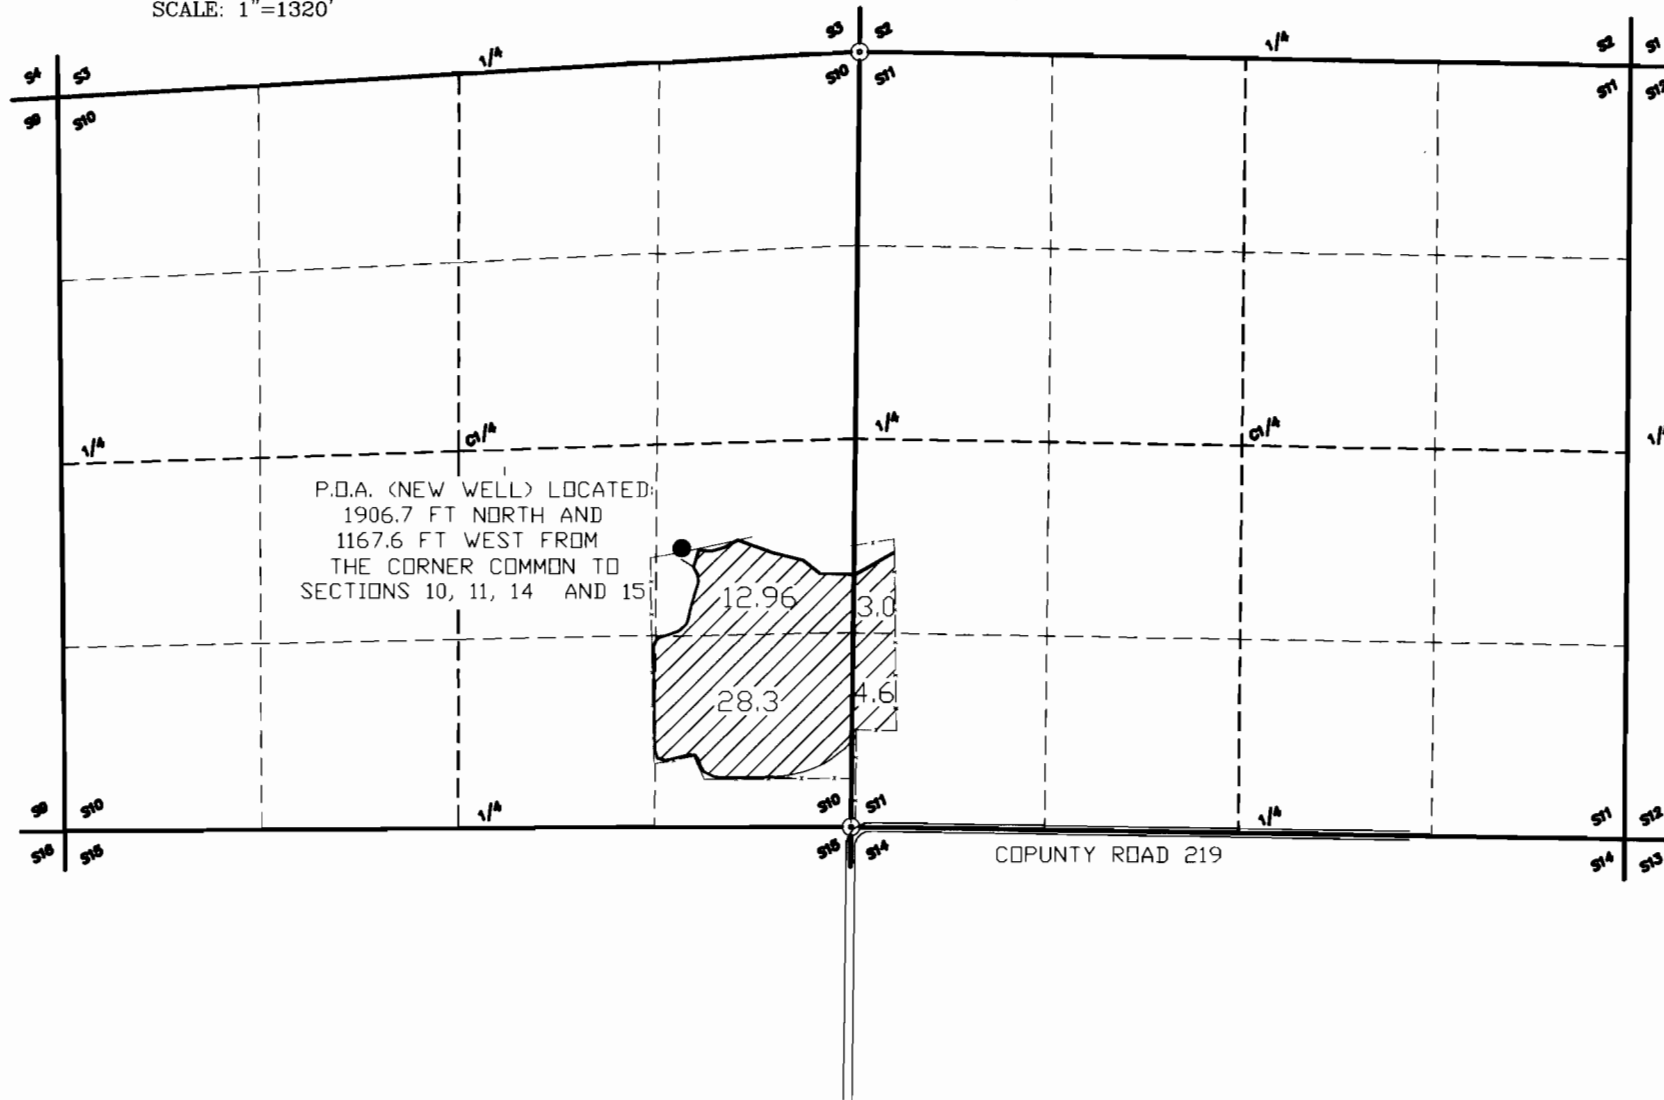 SCALE: 1"=1320'
S3 S2
1/4
1/4
S2 S1
S4 S3
S10 S11
S11 S12
S9 S10
1/4
C1/4
1/4
C1/4
P.O.A. (NEW WELL) LOCATED
1906.7 FT NORTH AND
1167.6 FT WEST FROM
THE CORNER COMMON TO
SECTIONS 10, 11, 14 AND 15
12.96
3.0
28.3
4.6
S9 S10
1/4
S10 S11
1/4
S11 S12
S16 S15
S15 S14
COPUNTY ROAD 219
S14 S13